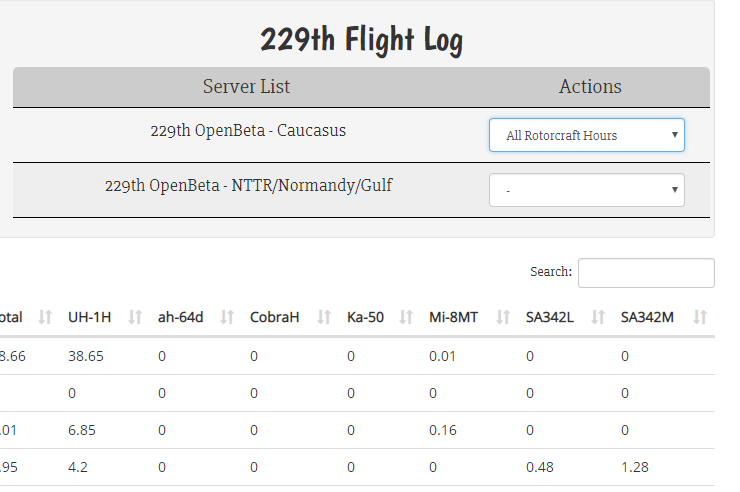 229th Flight Log
Server List Actions
229th OpenBeta - Caucasus All Rotorcraft Hours
229th OpenBeta - NTTR/Normandy/Gulf -
Search:
otal UH-1H ah-64d CobraH Ka-50 Mi-8MT SA342L SA342M
8.66 38.65 0 0 0 0.01 0 0
0 0 0 0 0 0 0
.01 6.85 0 0 0 0.16 0 0
.95 4.2 0 0 0 0 0.48 1.28